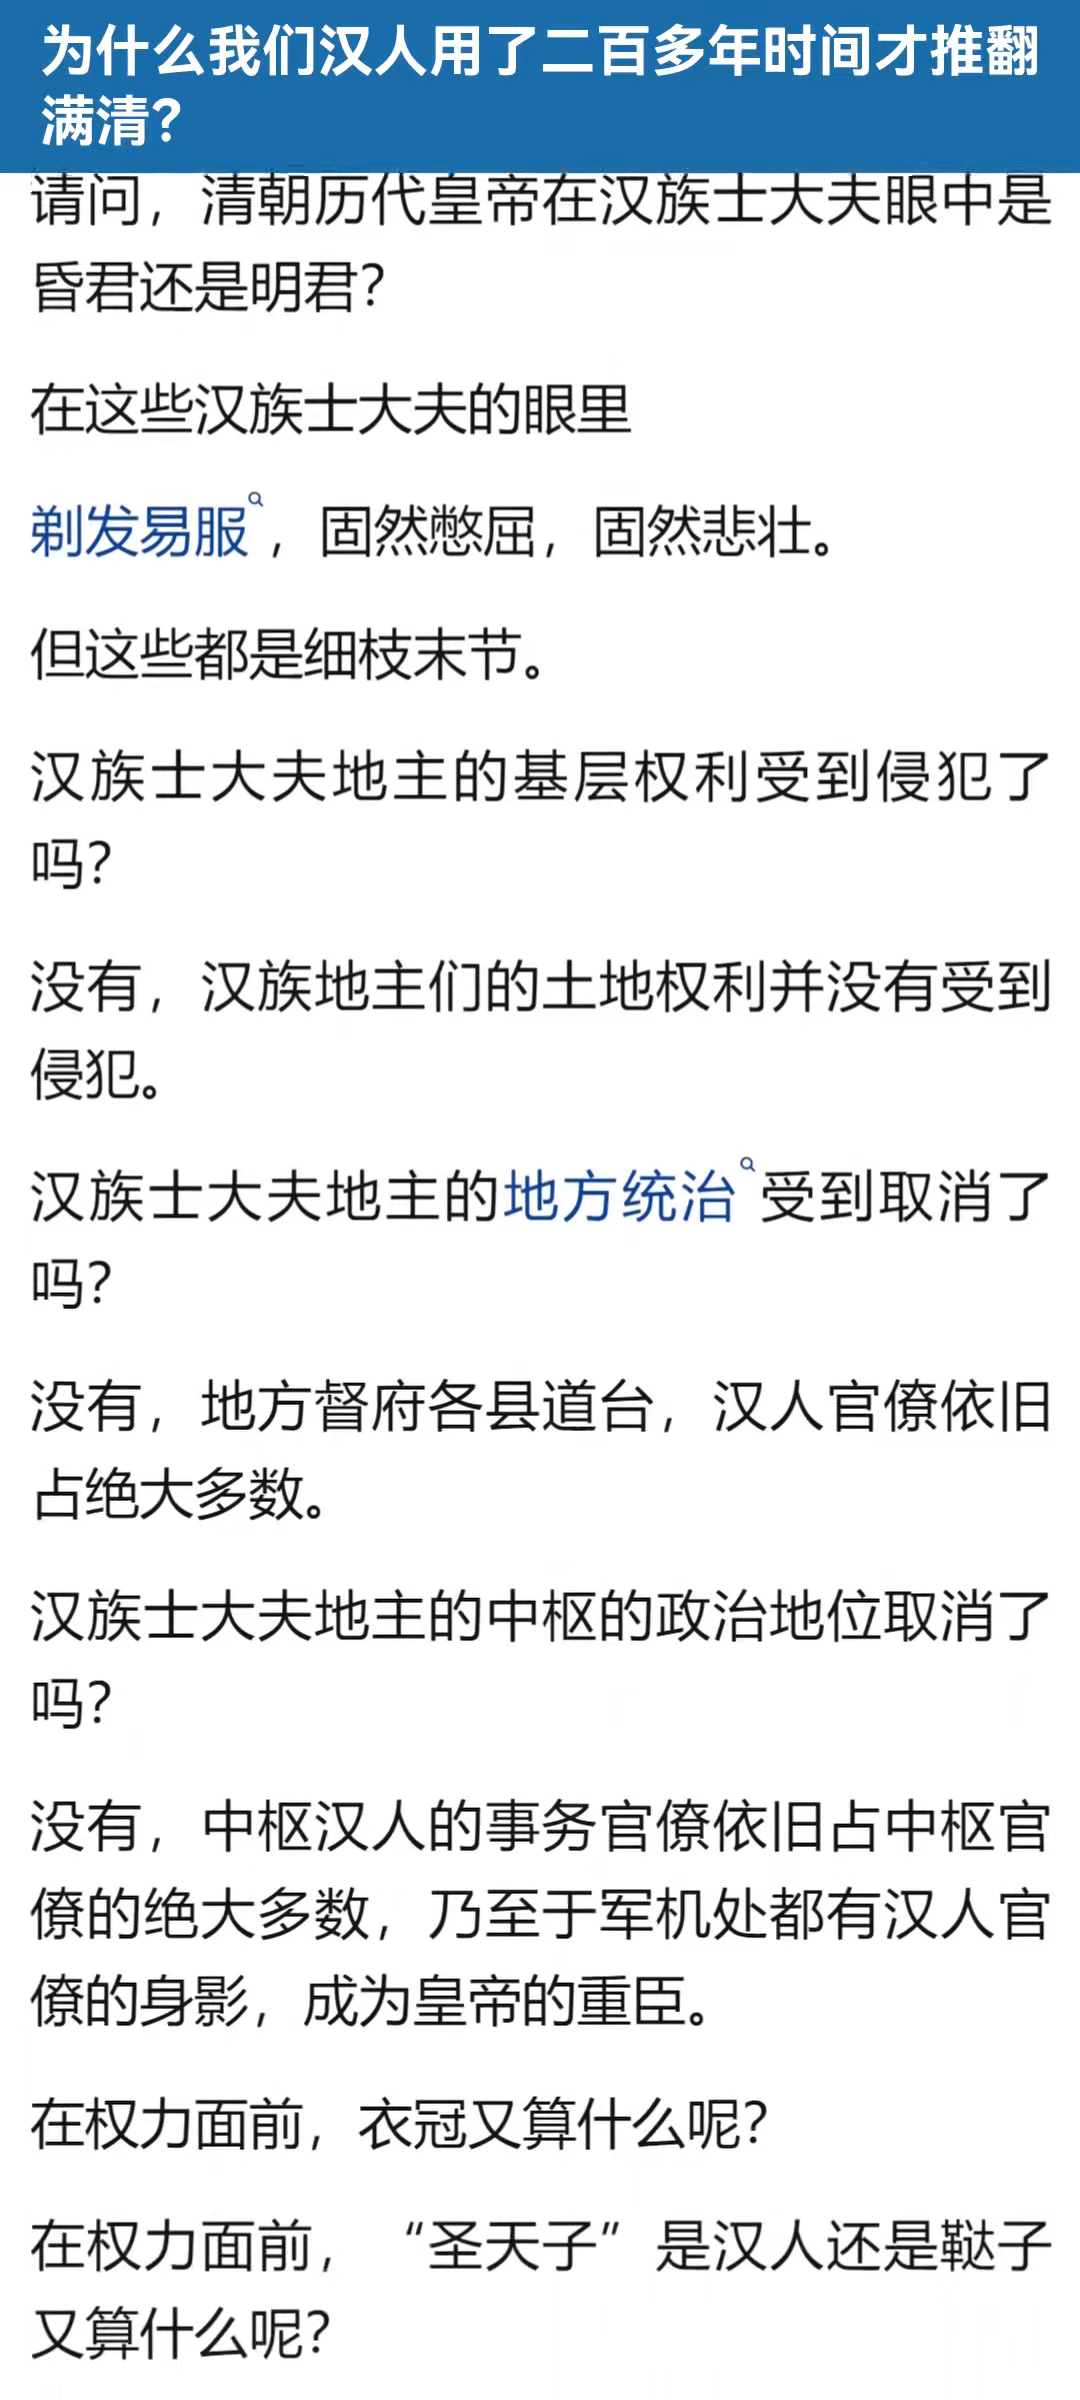 为什么我们汉人用了二百多年时间才推翻
满清？
请问，清朝历代皇帝在汉族士大夫眼中是
昏君还是明君？
在这些汉族士大夫的眼里
剃发易服，固然憋屈，固然悲壮。
但这些都是细枝末节。
汉族士大夫地主的基层权利受到侵犯了
吗？
没有，汉族地主们的土地权利并没有受到
侵犯。
汉族士大夫地主的地方统治受到取消了
吗？
没有，地方督府各县道台，汉人官僚依旧
占绝大多数。
汉族士大夫地主的中枢的政治地位取消了
吗？
没有，中枢汉人的事务官僚依旧占中枢官
僚的绝大多数，乃至于军机处都有汉人官
僚的身影，成为皇帝的重臣。
在权力面前，衣冠又算什么呢？
在权力面前，“圣天子”是汉人还是鞑子
又算什么呢？